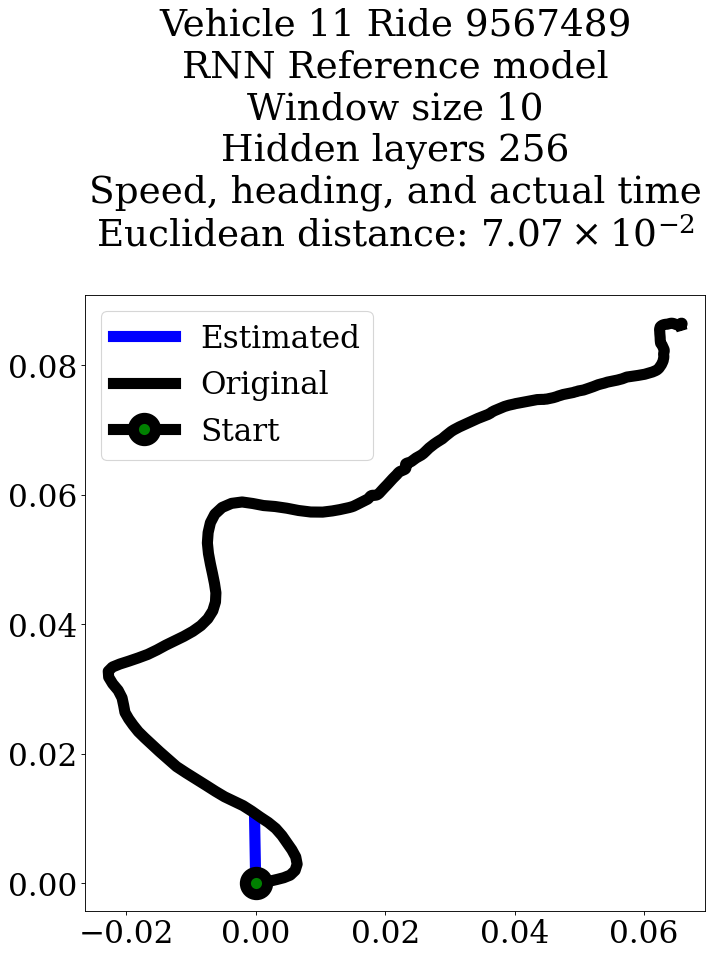 Vehicle 11 Ride 9567489
RNN Reference model
Window size 10
Hidden layers 256
Speed, heading, and actual time
Euclidean distance: 7.07 × 10⁻²
Estimated
Original
Start
0.08
0.06
0.04
0.02
0.00
−0.02 0.00 0.02 0.04 0.06